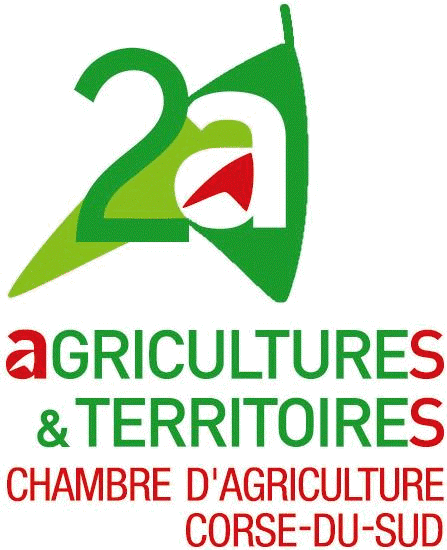 2a
aGRICULTURES
& TERRITOIRES
CHAMBRE D'AGRICULTURE
CORSE-DU-SUD